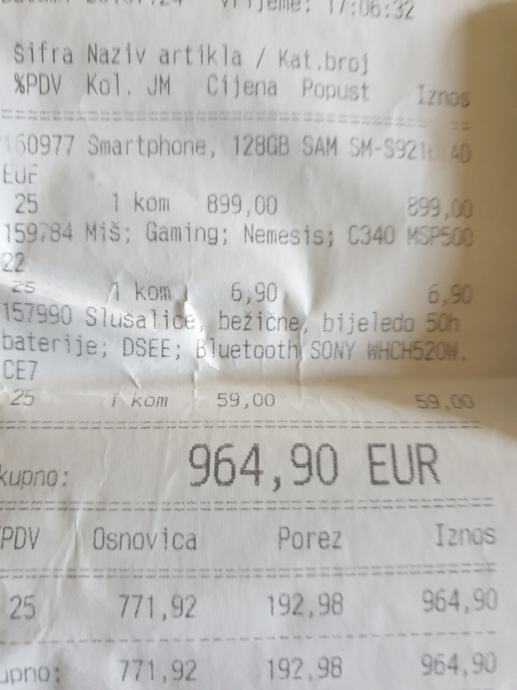 Vrijeme: 17:06:32
Šifra Naziv artikla / Kat.broj
%PDV Kol. JM Cijena Popust Iznos
160977 Smartphone, 128GB SAM
EUE
25 1 kom 899,00 899,00
159784 Miš; Gaming; Nemesis; C340 MSP500
22
25 1 kom 6,90 6,90
157990 Slušalice, bežične, bijeledo 50h
baterije; DSEE; Bluetooth SONY WHCH520W.
CE7
25 1 kom 59,00 59,00
kupno: 964,90 EUR
PDV Osnovica Porez Iznos
25 771,92 192,98 964,90
upno: 771,92 192,98 964,90